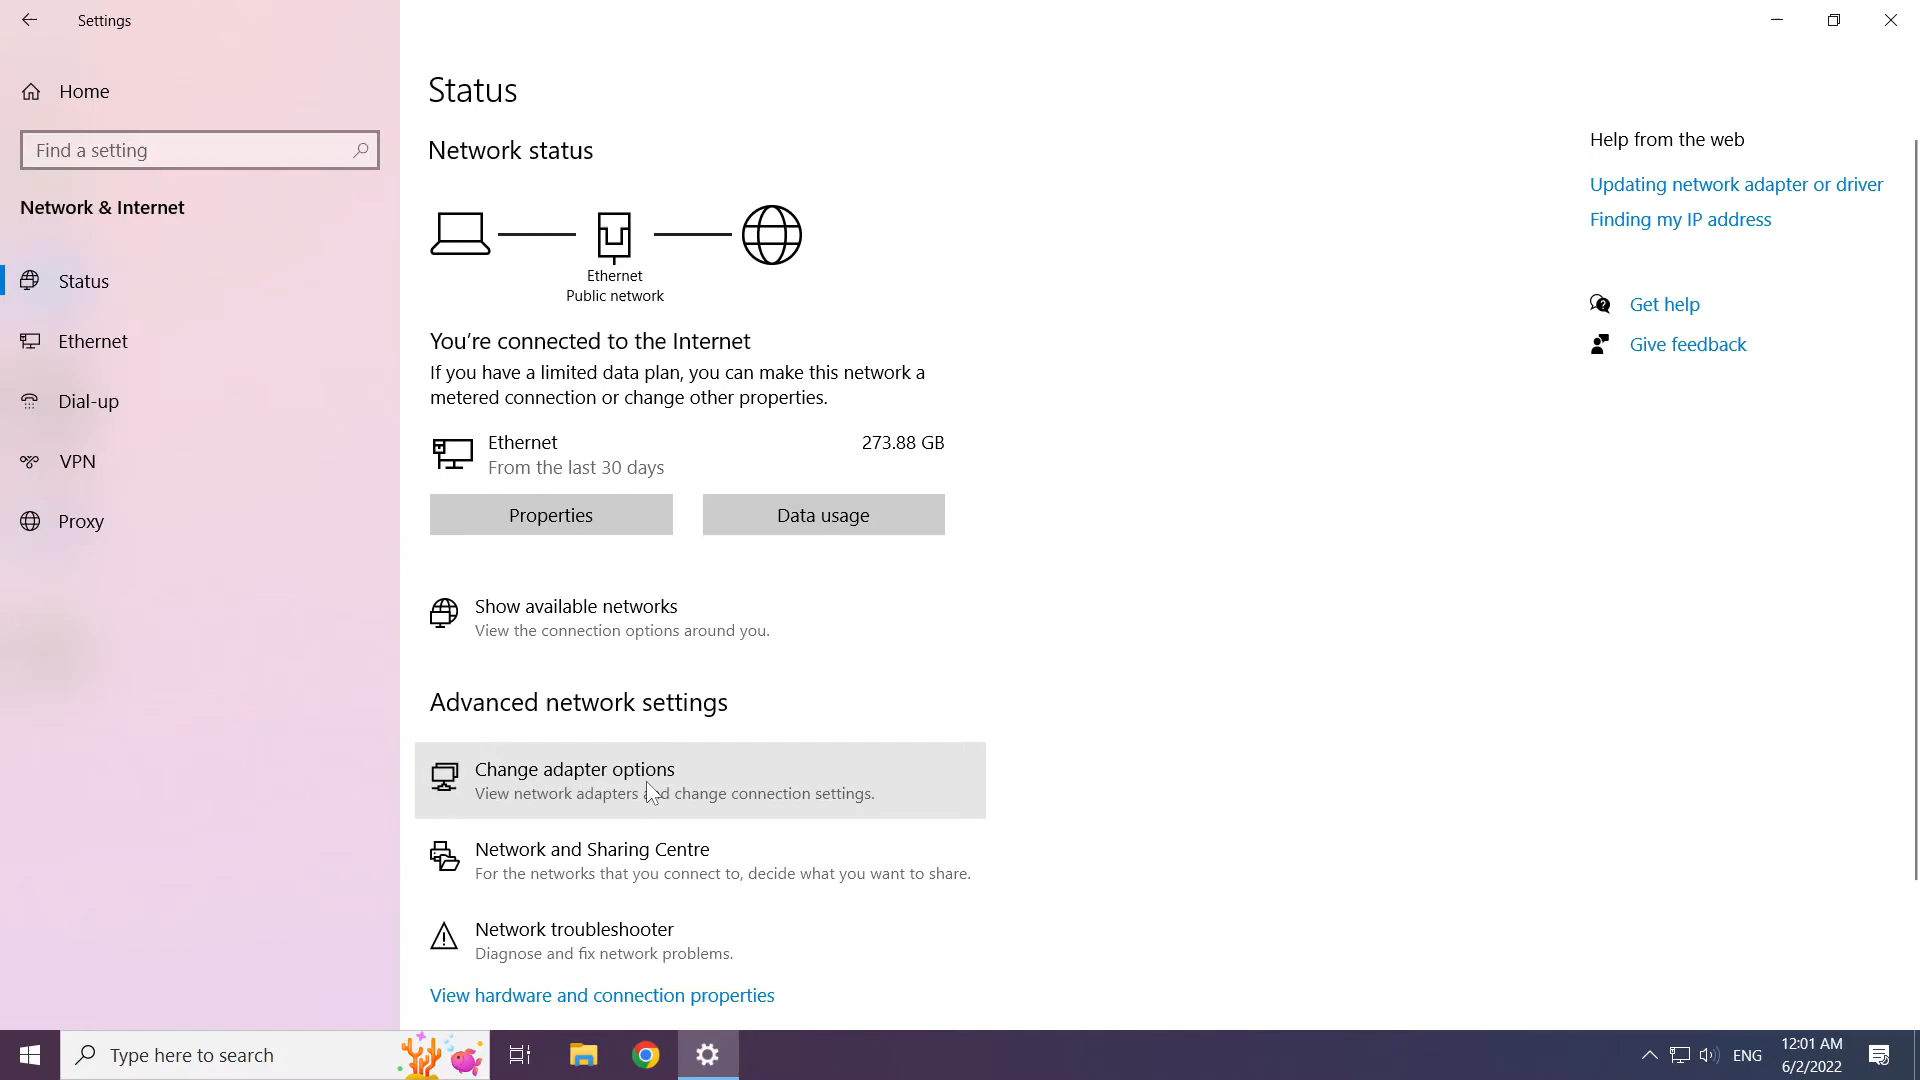 Settings
Home
Find a setting
Network & Internet
Status
Ethernet
Dial-up
VPN
Proxy
Status
Network status
Ethernet
Public network
You're connected to the Internet
If you have a limited data plan, you can make this network a
metered connection or change other properties.
Ethernet 273.88 GB
From the last 30 days
Properties Data usage
Show available networks
View the connection options around you.
Advanced network settings
Change adapter options
View network adapters and change connection settings.
Network and Sharing Centre
For the networks that you connect to, decide what you want to share.
Network troubleshooter
Diagnose and fix network problems.
View hardware and connection properties
Help from the web
Updating network adapter or driver
Finding my IP address
Get help
Give feedback
Type here to search
ENG
12:01 AM
6/2/2022